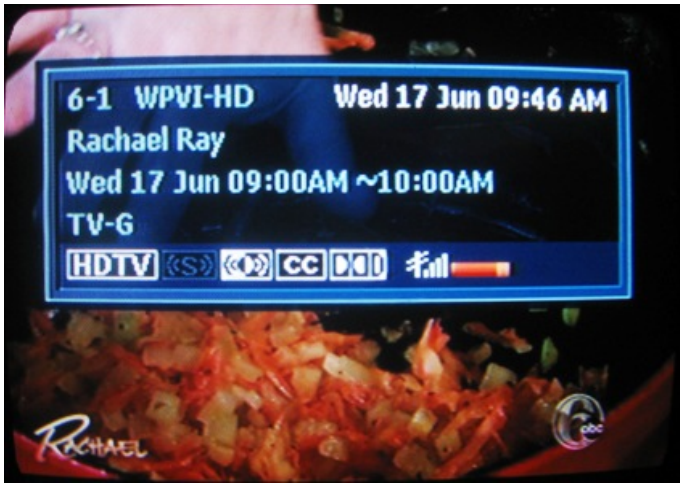 6-1 WPVI-HD Wed 17 Jun 09:46 AM
Rachael Ray
Wed 17 Jun 09:00AM ~10:00AM
TV-G
HDTV ((S)) CC
RACHAEL
6 abc